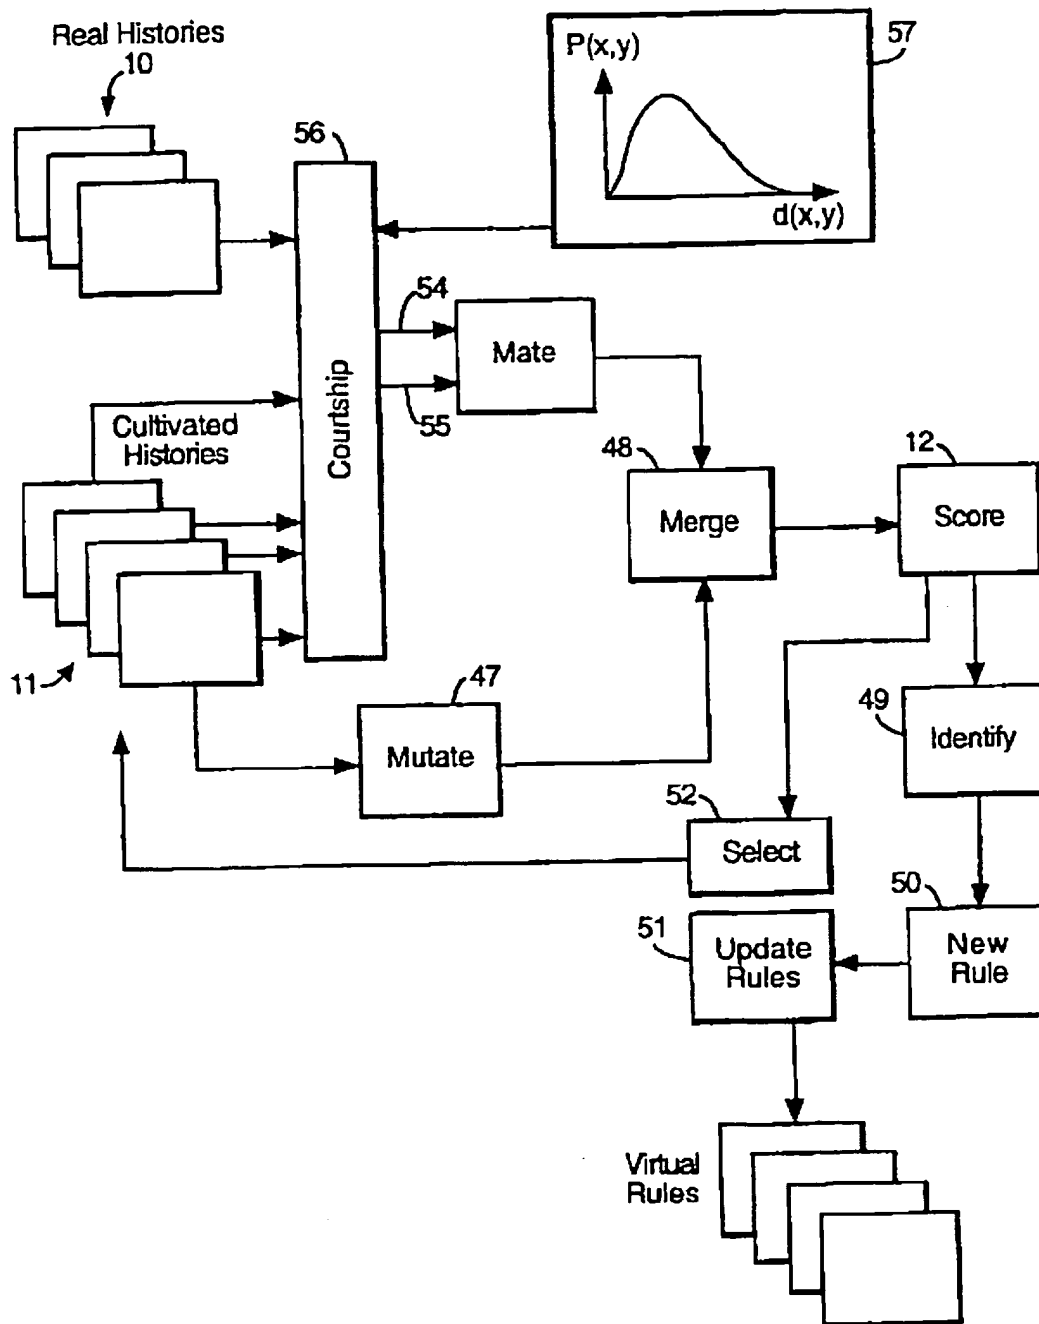 Real Histories
10
57
P(x,y)
d(x,y)
56
Courtship
54
55
Mate
Cultivated
Histories
11
48
Merge
12
Score
47
Mutate
49
Identify
52
Select
50
New
Rule
51
Update
Rules
Virtual
Rules